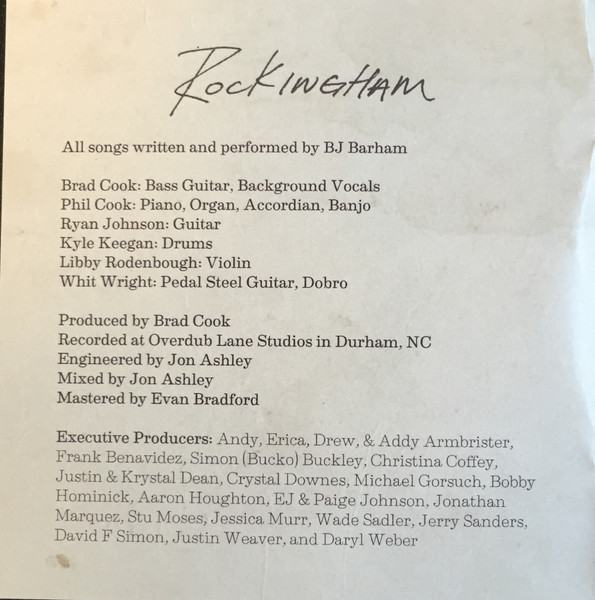 ROCKINGHAM
All songs written and performed by BJ Barham
Brad Cook: Bass Guitar, Background Vocals
Phil Cook: Piano, Organ, Accordian, Banjo
Ryan Johnson: Guitar
Kyle Keegan: Drums
Libby Rodenbough: Violin
Whit Wright: Pedal Steel Guitar, Dobro
Produced by Brad Cook
Recorded at Overdub Lane Studios in Durham, NC
Engineered by Jon Ashley
Mixed by Jon Ashley
Mastered by Evan Bradford
Executive Producers: Andy, Erica, Drew, & Addy Armbrister,
Frank Benavidez, Simon (Bucko) Buckley, Christina Coffey,
Justin & Krystal Dean, Crystal Downes, Michael Gorsuch, Bobby
Hominick, Aaron Houghton, EJ & Paige Johnson, Jonathan
Marquez, Stu Moses, Jessica Murr, Wade Sadler, Jerry Sanders,
David F Simon, Justin Weaver, and Daryl Weber